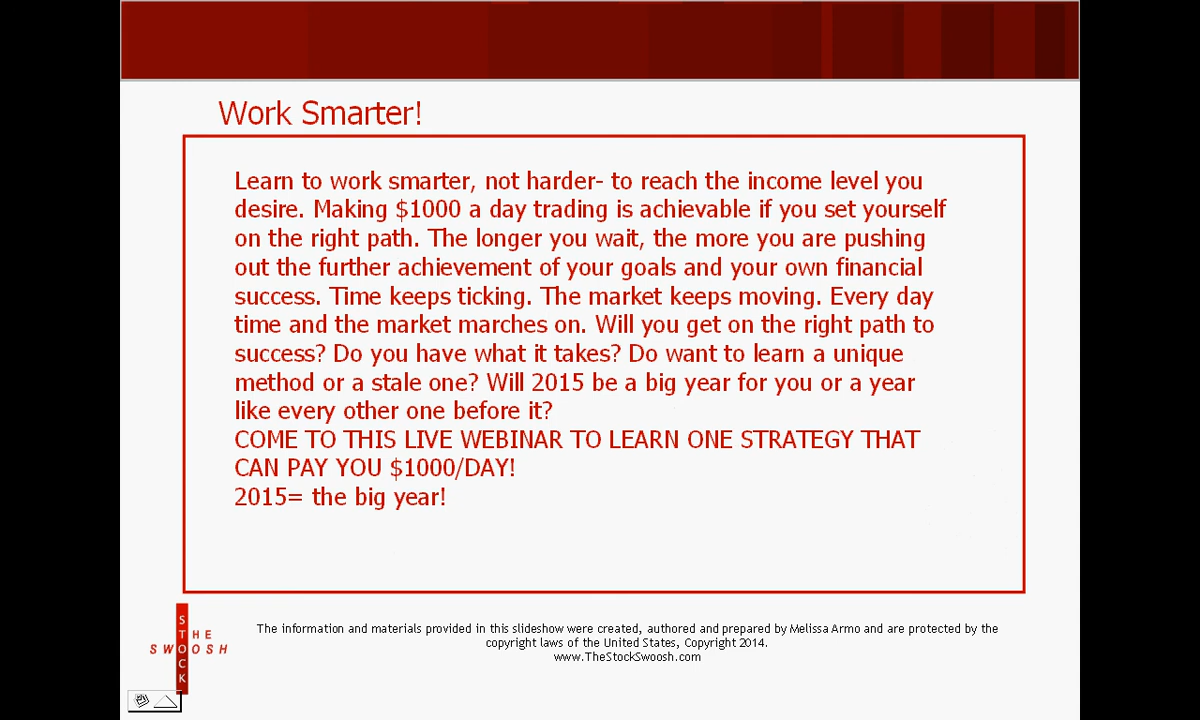 Work Smarter!
Learn to work smarter, not harder- to reach the income level you
desire. Making $1000 a day trading is achievable if you set yourself
on the right path. The longer you wait, the more you are pushing
out the further achievement of your goals and your own financial
success. Time keeps ticking. The market keeps moving. Every day
time and the market marches on. Will you get on the right path to
success? Do you have what it takes? Do want to learn a unique
method or a stale one? Will 2015 be a big year for you or a year
like every other one before it?
COME TO THIS LIVE WEBINAR TO LEARN ONE STRATEGY THAT
CAN PAY YOU $1000/DAY!
2015= the big year!
THE
STOCK
SWOOSH
The information and materials provided in this slideshow were created, authored and prepared by Melissa Armo and are protected by the
copyright laws of the United States, Copyright 2014.
www.TheStockSwoosh.com